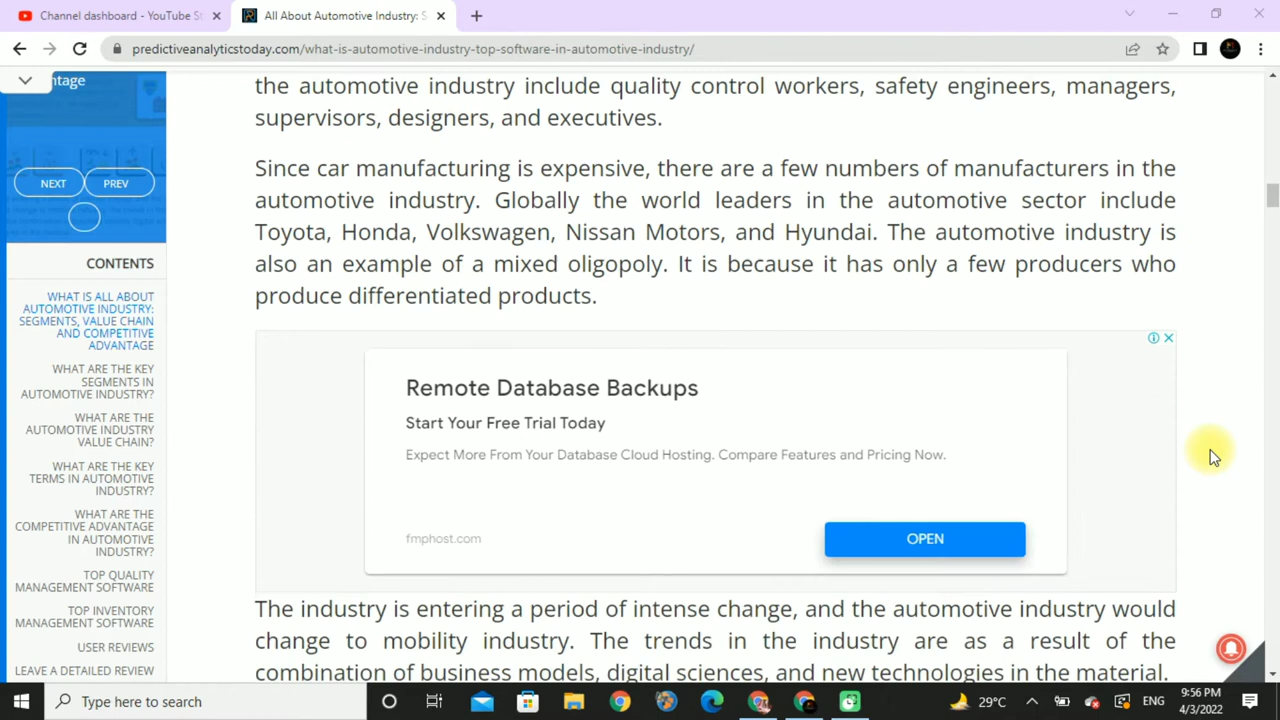 Channel dashboard - YouTube St
All About Automotive Industry: S
predictiveanalyticstoday.com/what-is-automotive-industry-top-software-in-automotive-industry/
ntage
NEXT
PREV
CONTENTS
WHAT IS ALL ABOUT
AUTOMOTIVE INDUSTRY:
SEGMENTS, VALUE CHAIN
AND COMPETITIVE
ADVANTAGE
WHAT ARE THE KEY
SEGMENTS IN
AUTOMOTIVE INDUSTRY?
WHAT ARE THE
AUTOMOTIVE INDUSTRY
VALUE CHAIN?
WHAT ARE THE KEY
TERMS IN AUTOMOTIVE
INDUSTRY?
WHAT ARE THE
COMPETITIVE ADVANTAGE
IN AUTOMOTIVE
INDUSTRY?
TOP QUALITY
MANAGEMENT SOFTWARE
TOP INVENTORY
MANAGEMENT SOFTWARE
USER REVIEWS
LEAVE A DETAILED REVIEW
the automotive industry include quality control workers, safety engineers, managers,
supervisors, designers, and executives.
Since car manufacturing is expensive, there are a few numbers of manufacturers in the
automotive industry. Globally the world leaders in the automotive sector include
Toyota, Honda, Volkswagen, Nissan Motors, and Hyundai. The automotive industry is
also an example of a mixed oligopoly. It is because it has only a few producers who
produce differentiated products.
Remote Database Backups
Start Your Free Trial Today
Expect More From Your Database Cloud Hosting. Compare Features and Pricing Now.
fmphost.com
OPEN
The industry is entering a period of intense change, and the automotive industry would
change to mobility industry. The trends in the industry are as a result of the
combination of business models, digital sciences, and new technologies in the material.
Type here to search
29°C
ENG
9:56 PM
4/3/2022